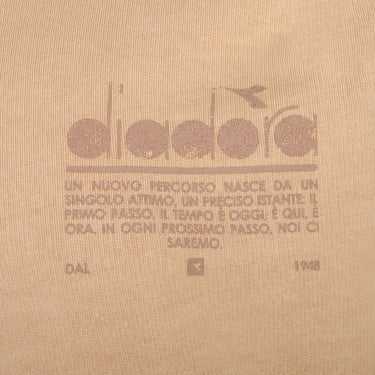 diadora
UN NUOVO PERCORSO NASCE DA UN
SINGOLO ATTIMO, UN PRECISO ISTANTE: IL
PRIMO PASSO. IL TEMPO È OGGI, È QUI, È
ORA. IN OGNI PROSSIMO PASSO, NOI CI
SAREMO.
DAL 1948